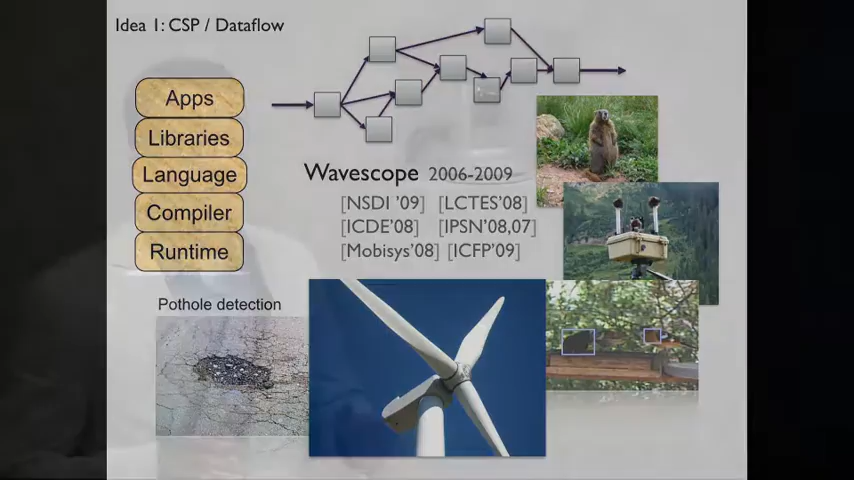 Idea 1: CSP / Dataflow
Apps
Libraries
Language
Compiler
Runtime
Wavescope 2006-2009
[NSDI '09] [LCTES'08]
[ICDE'08] [IPSN'08,07]
[Mobisys'08] [ICFP'09]
Pothole detection